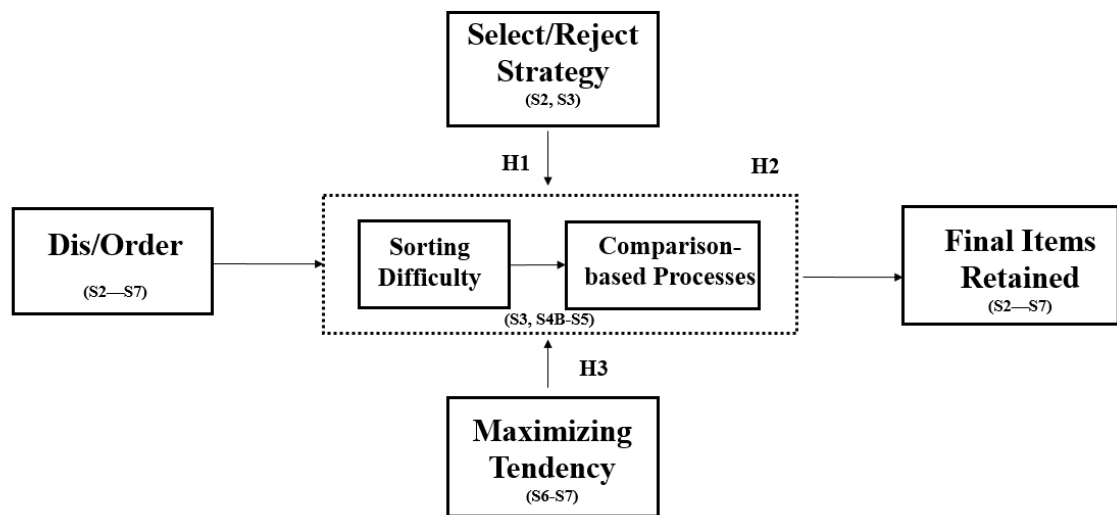 Select/Reject
Strategy
(S2, S3)
H1
H2
Dis/Order
(S2—S7)
Sorting
Difficulty
Comparison-
based Processes
(S3, S4B-S5)
Final Items
Retained
(S2—S7)
H3
Maximizing
Tendency
(S6-S7)